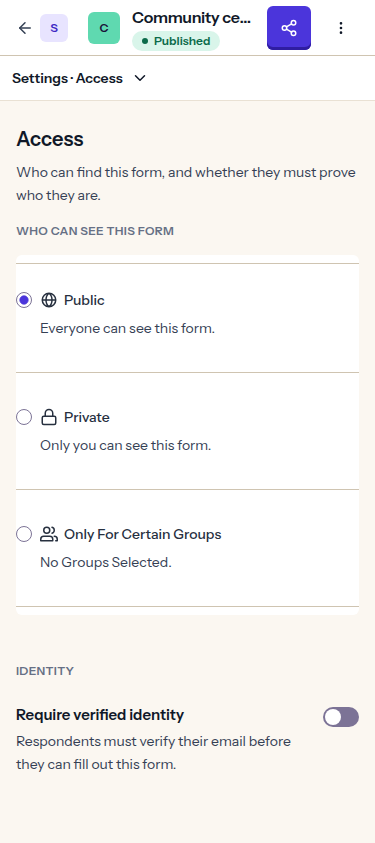 S
C
Community ce...
Published
Settings · Access
Access
Who can find this form, and whether they must prove
who they are.
WHO CAN SEE THIS FORM
Public
Everyone can see this form.
Private
Only you can see this form.
Only For Certain Groups
No Groups Selected.
IDENTITY
Require verified identity
Respondents must verify their email before
they can fill out this form.